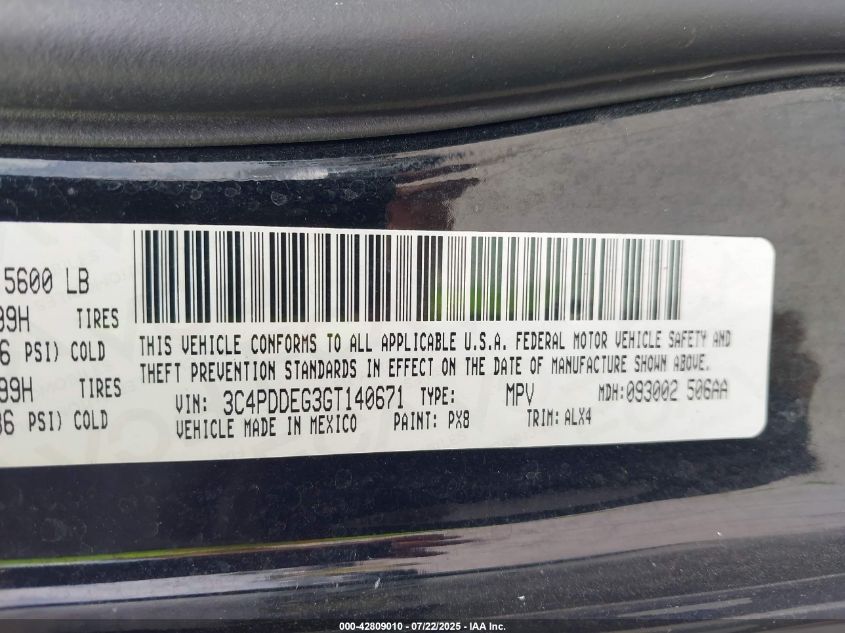 5600 LB
99H TIRES
6 PSI) COLD
99H TIRES
36 PSI) COLD
THIS VEHICLE CONFORMS TO ALL APPLICABLE U.S.A. FEDERAL MOTOR VEHICLE SAFETY AND
THEFT PREVENTION STANDARDS IN EFFECT ON THE DATE OF MANUFACTURE SHOWN ABOVE.
VIN: 3C4PDDEG3GT140671 TYPE: MPV MDH:093002 506AA
VEHICLE MADE IN MEXICO PAINT: PX8 TRIM: ALX4
000-42809010 - 07/22/2025 - IAA Inc.